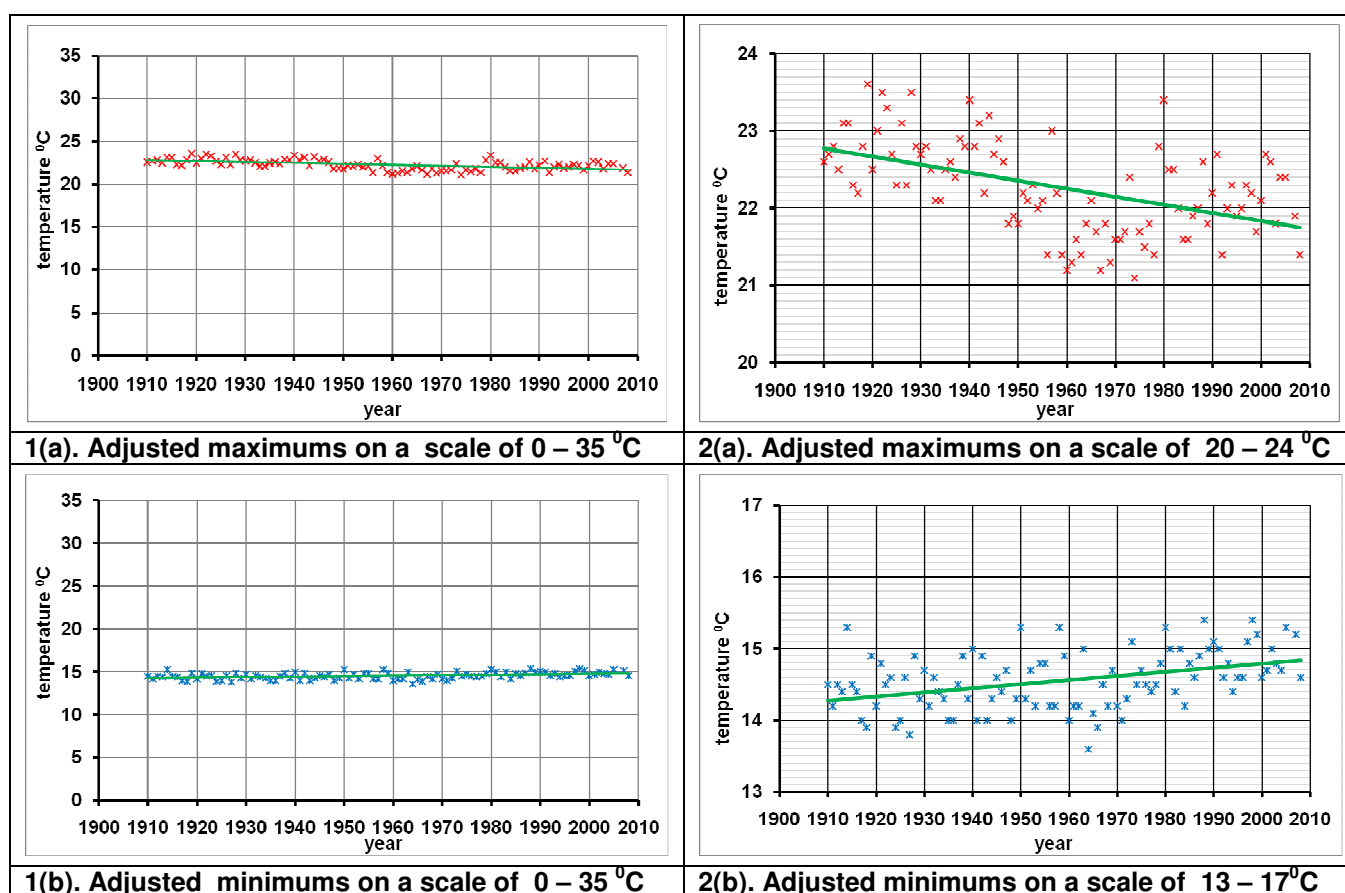 temperature ⁰C
35
30
25
20
15
10
5
0
1900 1910 1920 1930 1940 1950 1960 1970 1980 1990 2000 2010
year
1(a). Adjusted maximums on a scale of 0 – 35 ⁰C
temperature ⁰C
24
23
22
21
20
1900 1910 1920 1930 1940 1950 1960 1970 1980 1990 2000 2010
year
2(a). Adjusted maximums on a scale of 20 – 24 ⁰C
temperature ⁰C
35
30
25
20
15
10
5
0
1900 1910 1920 1930 1940 1950 1960 1970 1980 1990 2000 2010
year
1(b). Adjusted minimums on a scale of 0 – 35 ⁰C
temperature ⁰C
17
16
15
14
13
1900 1910 1920 1930 1940 1950 1960 1970 1980 1990 2000 2010
year
2(b). Adjusted minimums on a scale of 13 – 17⁰C